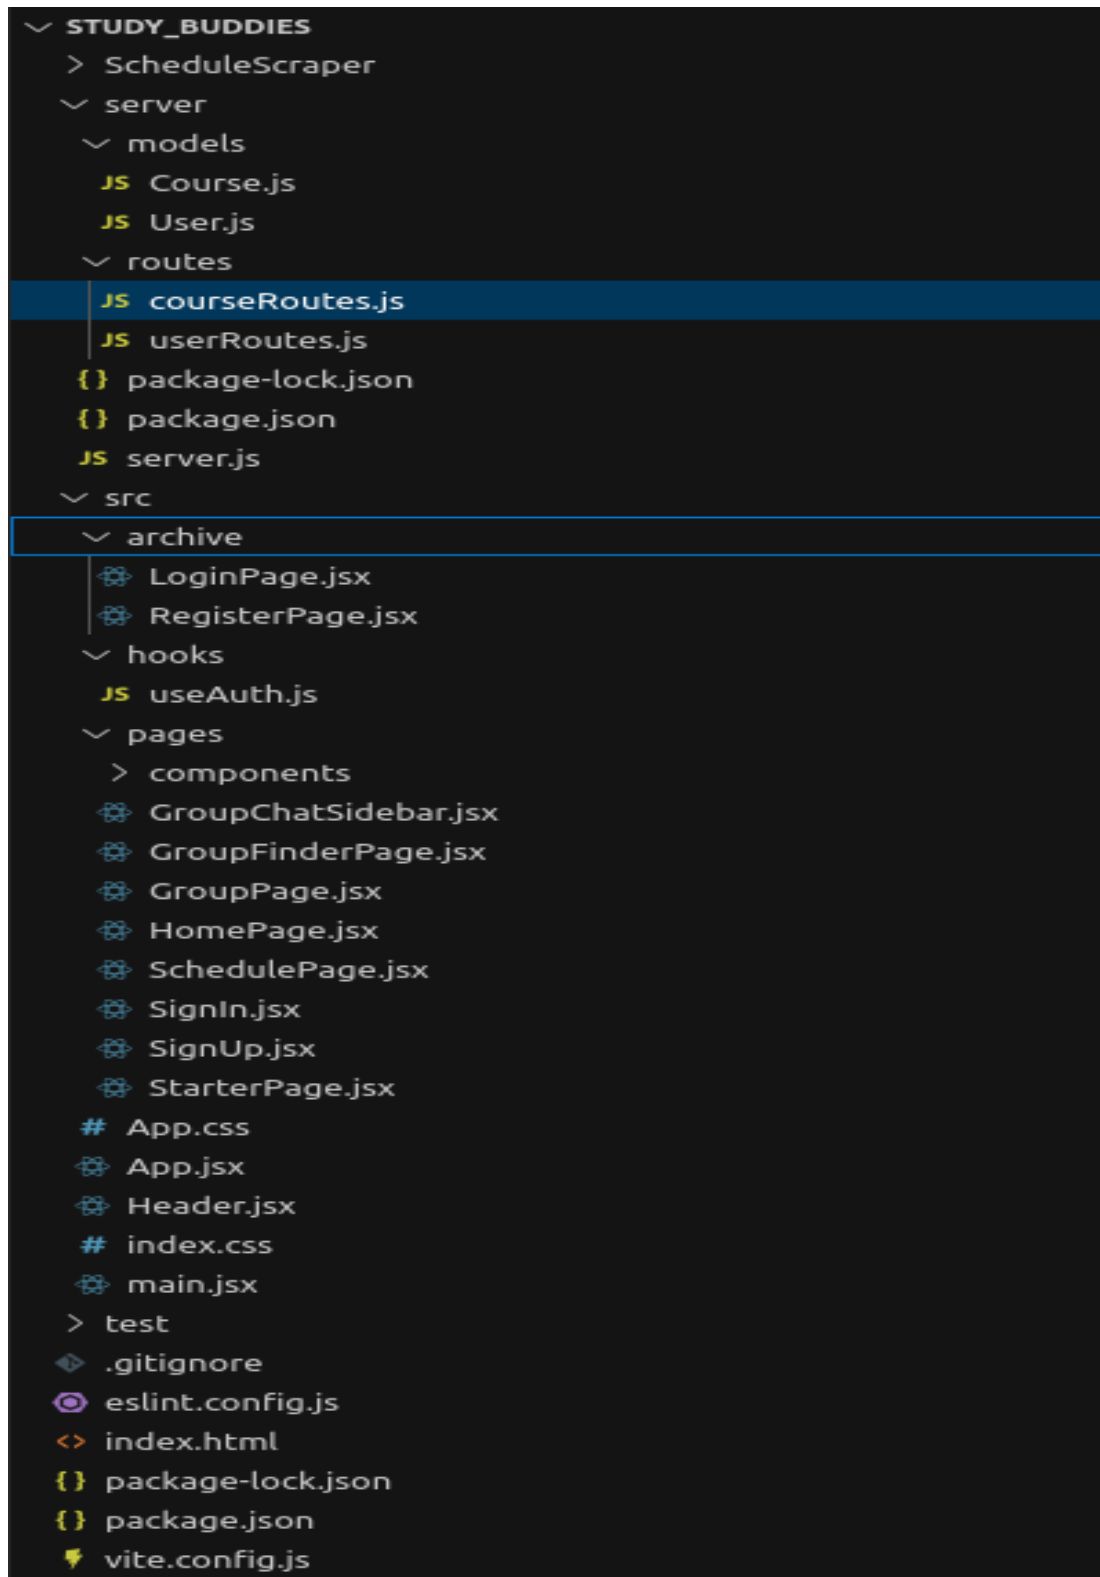 STUDY_BUDDIES
ScheduleScraper
server
models
JS Course.js
JS User.js
routes
JS courseRoutes.js
JS userRoutes.js
{} package-lock.json
{} package.json
JS server.js
src
archive
LoginPage.jsx
RegisterPage.jsx
hooks
JS useAuth.js
pages
components
GroupChatSidebar.jsx
GroupFinderPage.jsx
GroupPage.jsx
HomePage.jsx
SchedulePage.jsx
SignIn.jsx
SignUp.jsx
StarterPage.jsx
# App.css
App.jsx
Header.jsx
# index.css
main.jsx
test
.gitignore
eslint.config.js
<> index.html
{} package-lock.json
{} package.json
vite.config.js